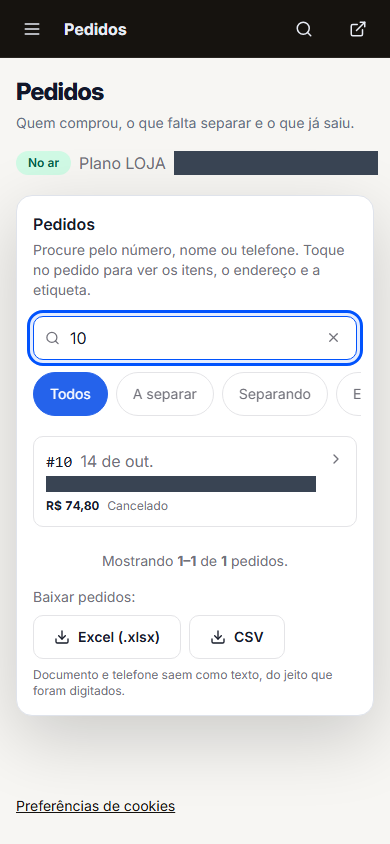 Pedidos
Pedidos
Quem comprou, o que falta separar e o que já saiu.
No ar Plano LOJA
Pedidos
Procure pelo número, nome ou telefone. Toque
no pedido para ver os itens, o endereço e a
etiqueta.
10
Todos A separar Separando E
#10 14 de out.
R$ 74,80 Cancelado
Mostrando 1–1 de 1 pedidos.
Baixar pedidos:
Excel (.xlsx) CSV
Documento e telefone saem como texto, do jeito que
foram digitados.
Preferências de cookies